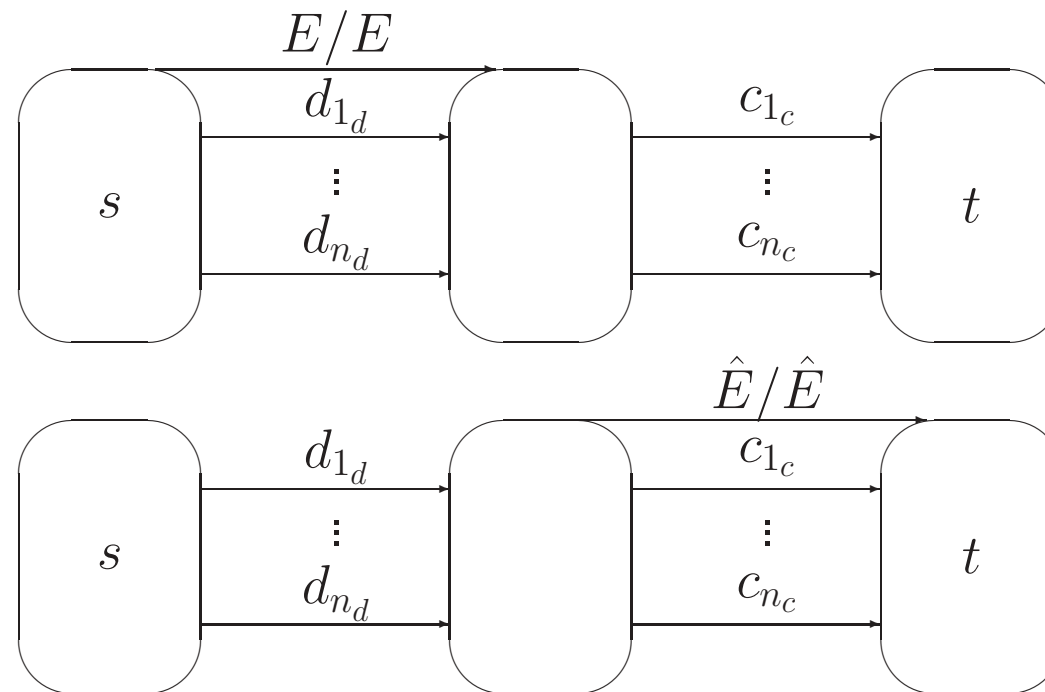 E/E
d_{1_d} c_{1_c}
⋮ ⋮
s t
d_{n_d} c_{n_c}
Ê/Ê
d_{1_d} c_{1_c}
⋮ ⋮
s t
d_{n_d} c_{n_c}